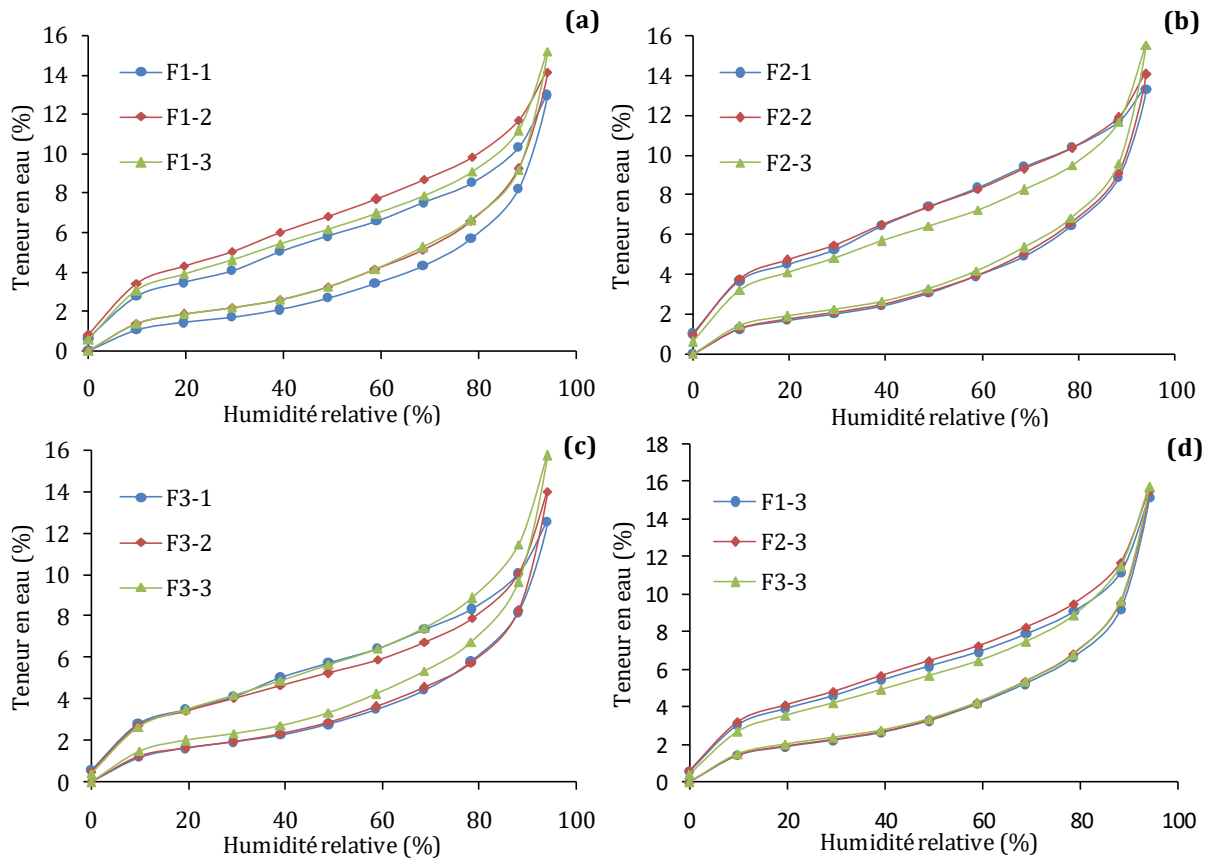 (a)
16
14
12
10
8
6
4
2
0
Teneur en eau (%)
F1-1
F1-2
F1-3
0 20 40 60 80 100
Humidité relative (%)
(b)
16
14
12
10
8
6
4
2
0
Teneur en eau (%)
F2-1
F2-2
F2-3
0 20 40 60 80 100
Humidité relative (%)
(c)
16
14
12
10
8
6
4
2
0
Teneur en eau (%)
F3-1
F3-2
F3-3
0 20 40 60 80 100
Humidité relative (%)
(d)
18
16
14
12
10
8
6
4
2
0
Teneur en eau (%)
F1-3
F2-3
F3-3
0 20 40 60 80 100
Humidité relative (%)